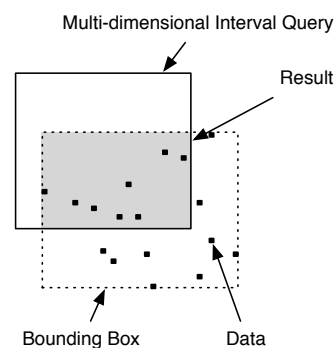 Multi-dimensional Interval Query
Result
Bounding Box
Data